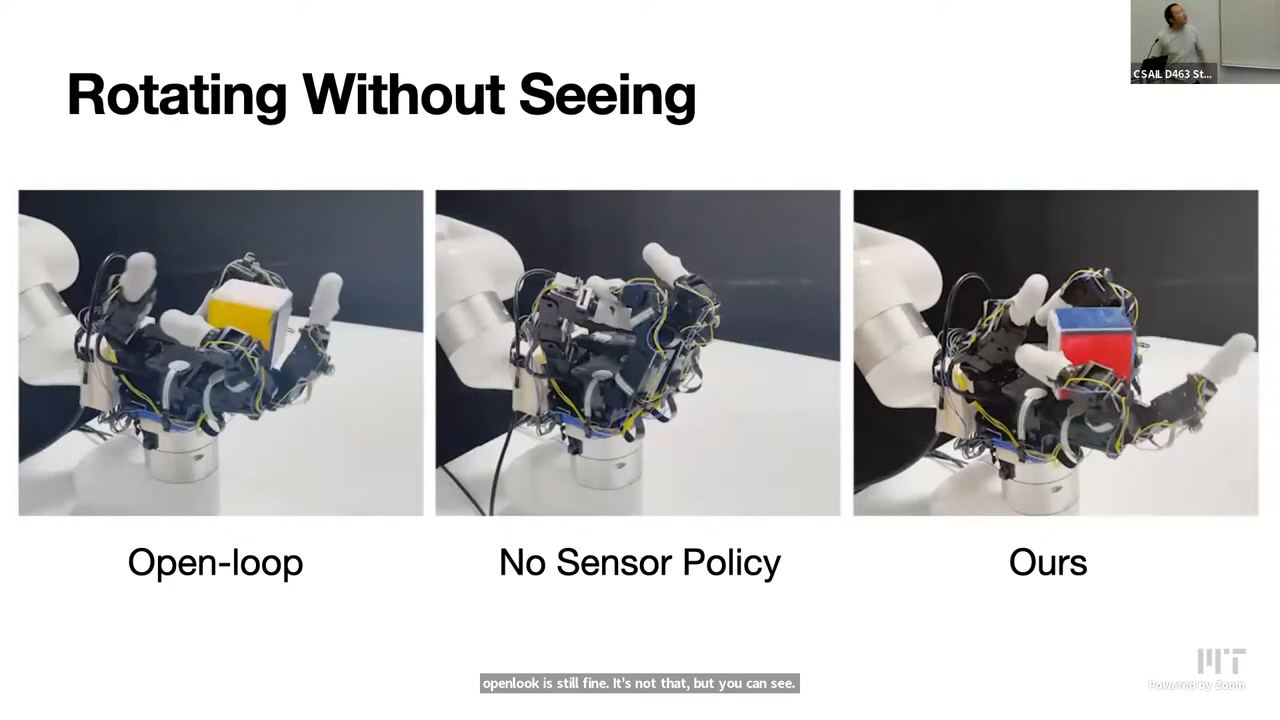 Rotating Without Seeing
CSAIL D463 St...
Open-loop
No Sensor Policy
Ours
openlook is still fine. It's not that, but you can see.
MIT
Powered by Zoom